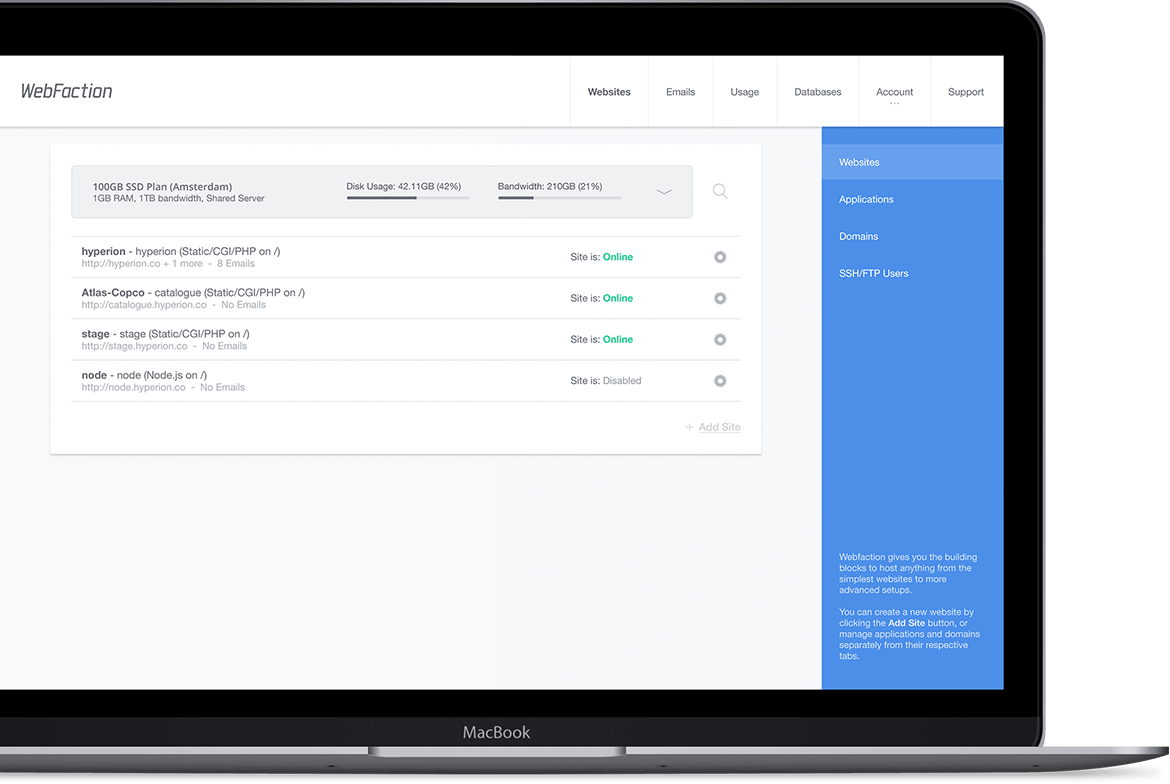 WebFaction
Websites
Emails
Usage
Databases
Account
...
Support
100GB SSD Plan (Amsterdam)
1GB RAM, 1TB bandwidth, Shared Server
Disk Usage: 42.11GB (42%)
Bandwidth: 210GB (21%)
hyperion - hyperion (Static/CGI/PHP on /)
http://hyperion.co + 1 more - 8 Emails
Site is: Online
Atlas-Copco - catalogue (Static/CGI/PHP on /)
http://catalogue.hyperion.co - No Emails
Site is: Online
stage - stage (Static/CGI/PHP on /)
http://stage.hyperion.co - No Emails
Site is: Online
node - node (Node.js on /)
http://node.hyperion.co - No Emails
Site is: Disabled
+ Add Site
Websites
Applications
Domains
SSH/FTP Users
Webfaction gives you the building
blocks to host anything from the
simplest websites to more
advanced setups.
You can create a new website by
clicking the Add Site button, or
manage applications and domains
separately from their respective
tabs.
MacBook